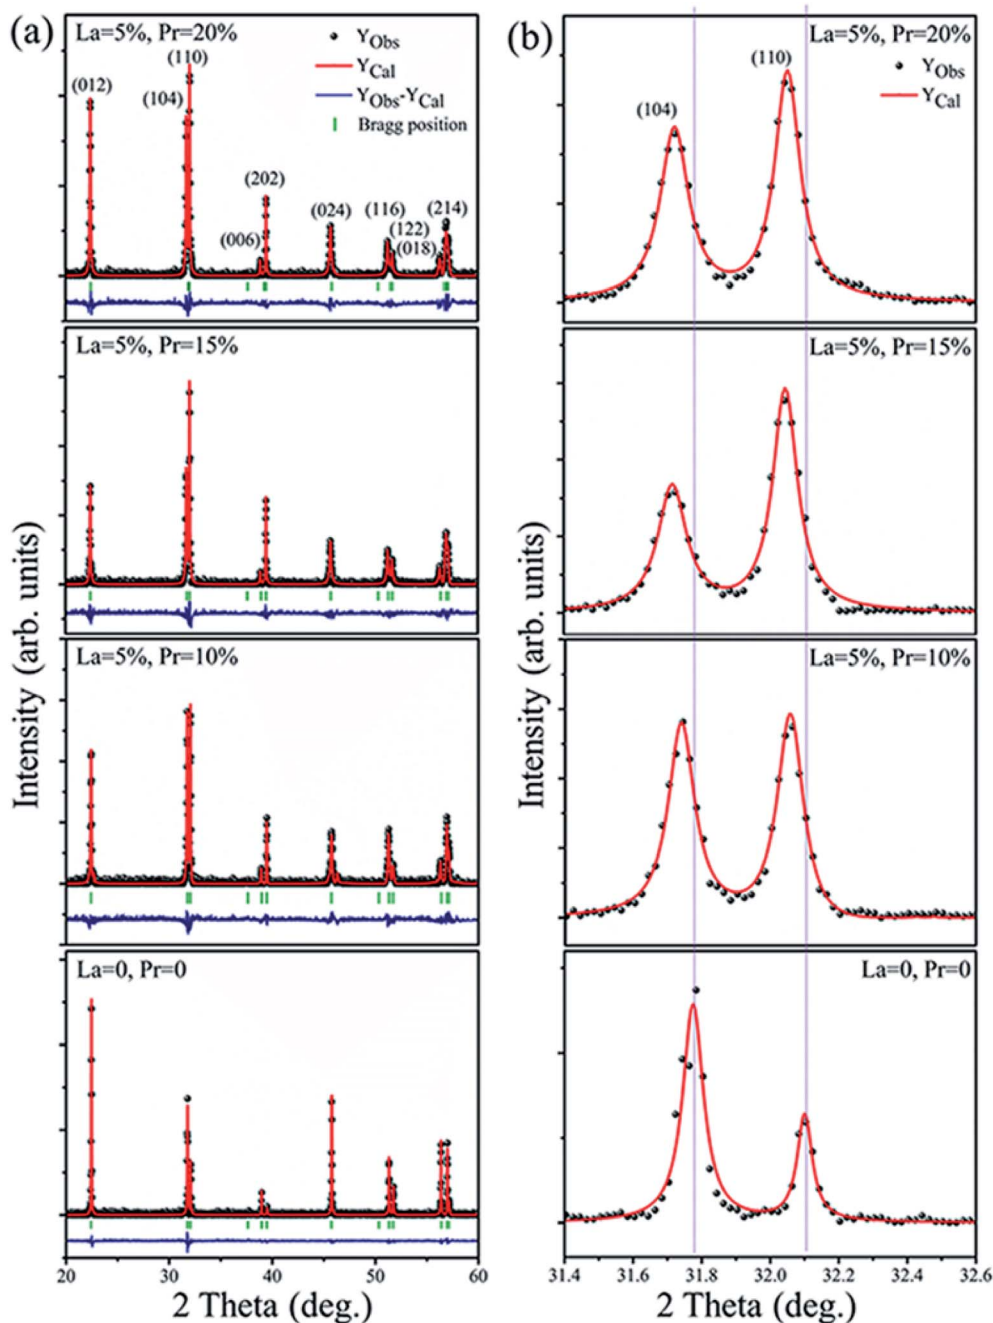 (a)
La=5%, Pr=20%
(110)
(012)
(104)
Y_Obs
Y_Cal
Y_Obs-Y_Cal
Bragg position
(202)
(006)
(024)
(116)
(122)
(018)
(214)
La=5%, Pr=15%
La=5%, Pr=10%
La=0, Pr=0
Intensity (arb. units)
20 30 40 50 60
2 Theta (deg.)
(b)
La=5%, Pr=20%
(110)
(104)
Y_Obs
Y_Cal
La=5%, Pr=15%
La=5%, Pr=10%
La=0, Pr=0
Intensity (arb. units)
31.4 31.6 31.8 32.0 32.2 32.4 32.6
2 Theta (deg.)